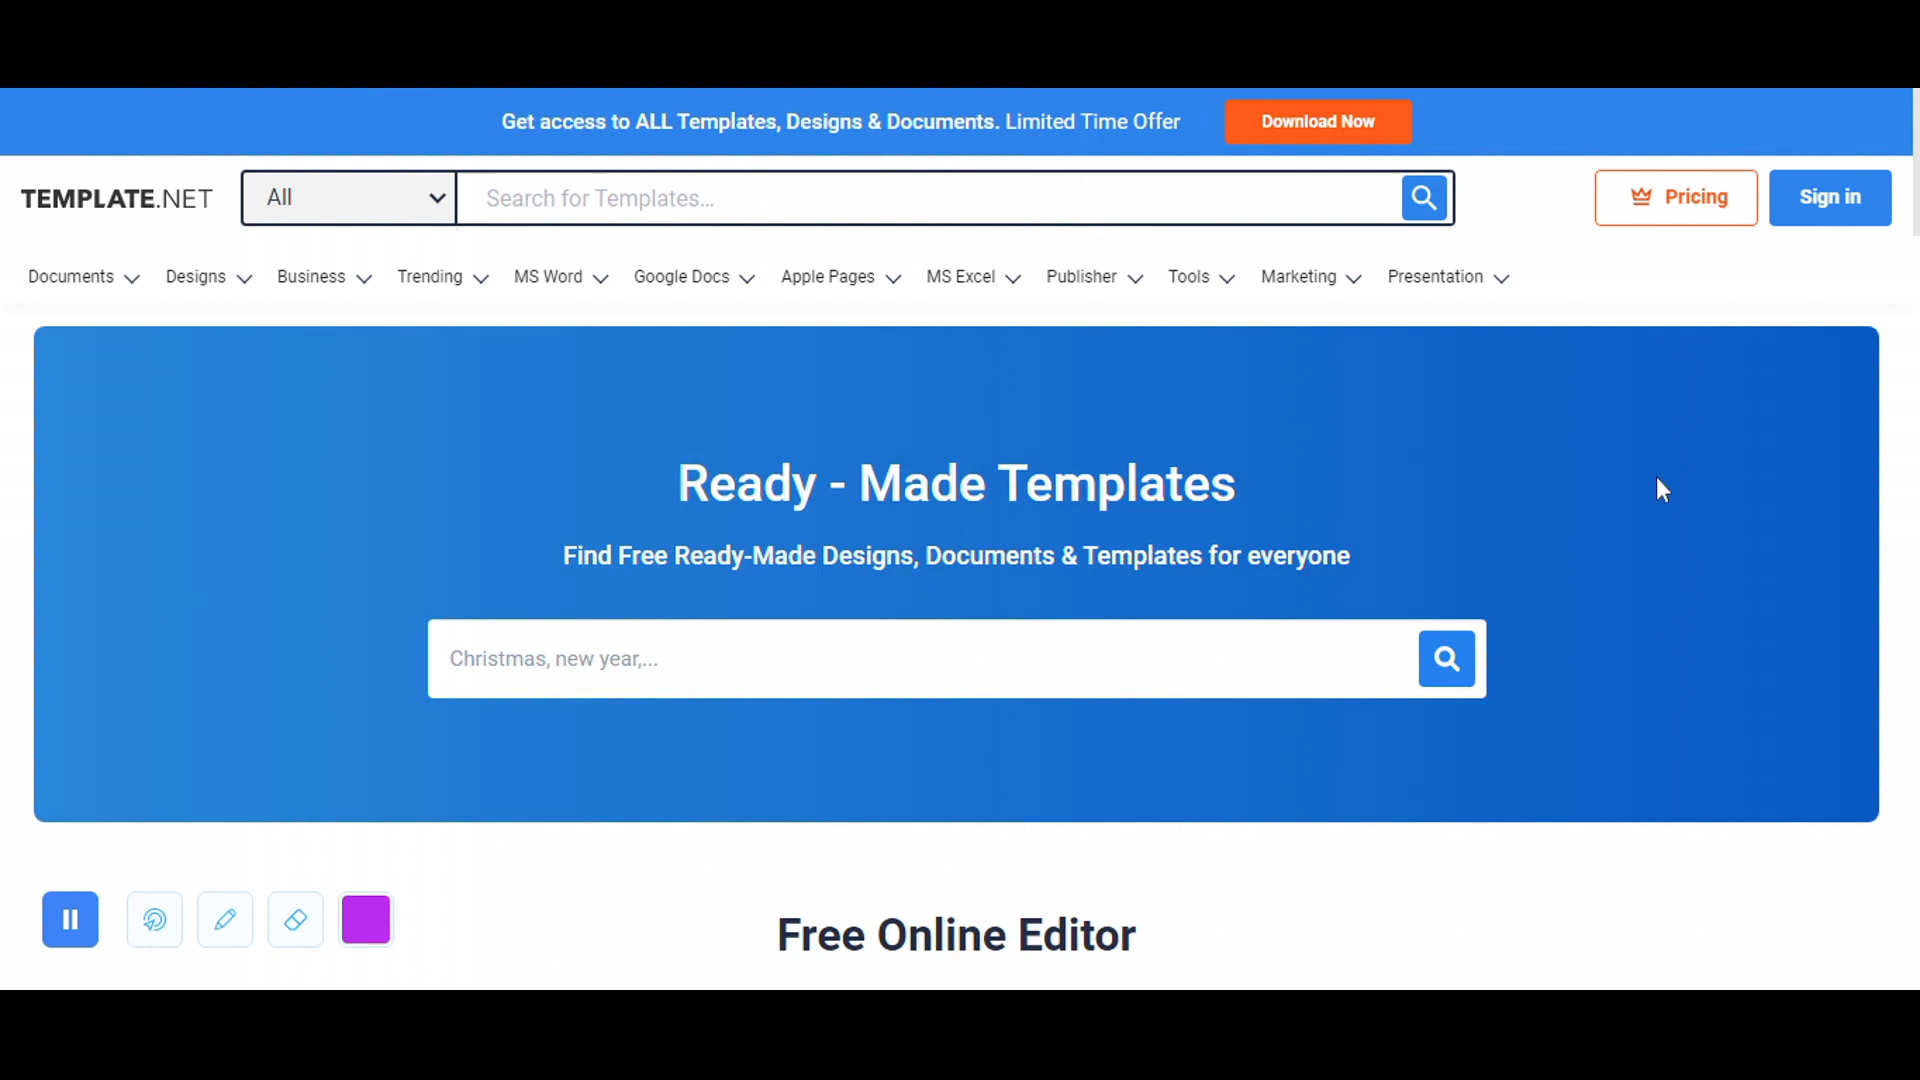 Get access to ALL Templates, Designs & Documents. Limited Time Offer Download Now
TEMPLATE.NET All Search for Templates... Pricing Sign in
Documents Designs Business Trending MS Word Google Docs Apple Pages MS Excel Publisher Tools Marketing Presentation
Ready - Made Templates
Find Free Ready-Made Designs, Documents & Templates for everyone
Christmas, new year,...
Free Online Editor